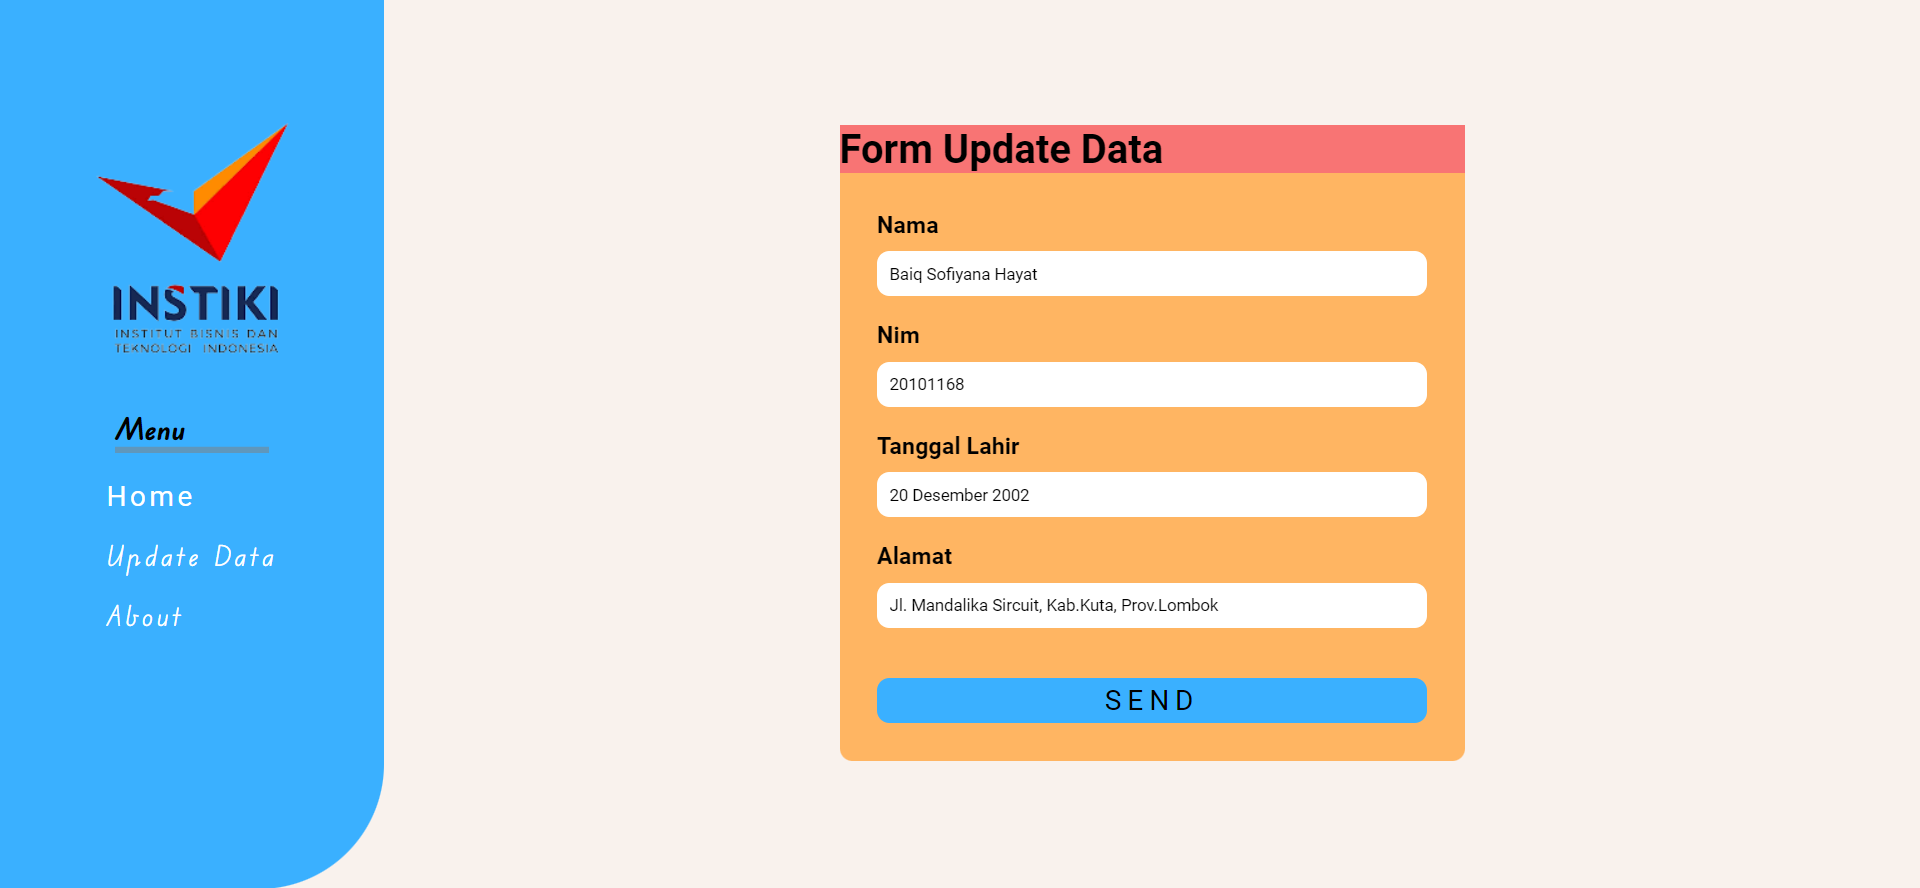 INSTIKI
INSTITUT BISNIS DAN
TEKNOLOGI INDONESIA
Menu
Home
Update Data
About
Form Update Data
Nama
Baiq Sofiyana Hayat
Nim
20101168
Tanggal Lahir
20 Desember 2002
Alamat
Jl. Mandalika Sircuit, Kab.Kuta, Prov.Lombok
SEND